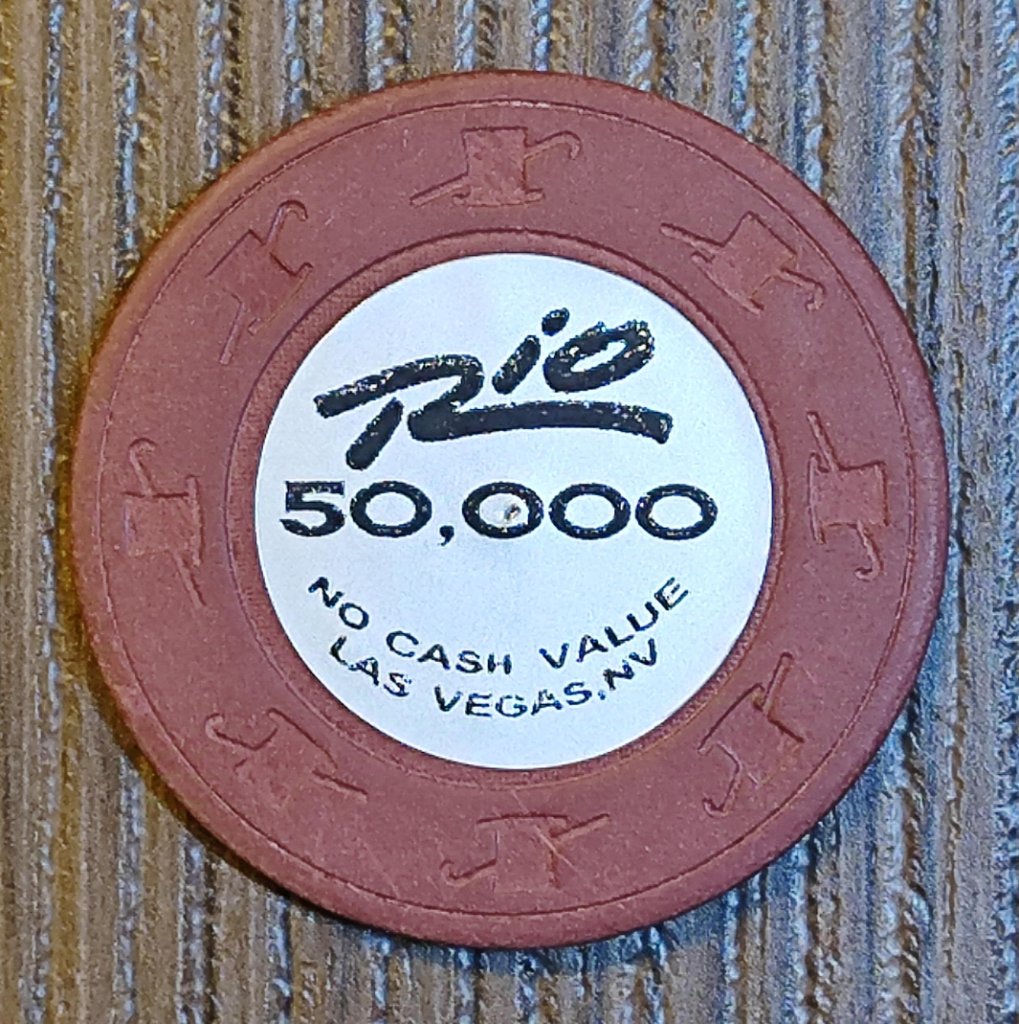 Rio
50,000
NO CASH VALUE
LAS VEGAS, NV